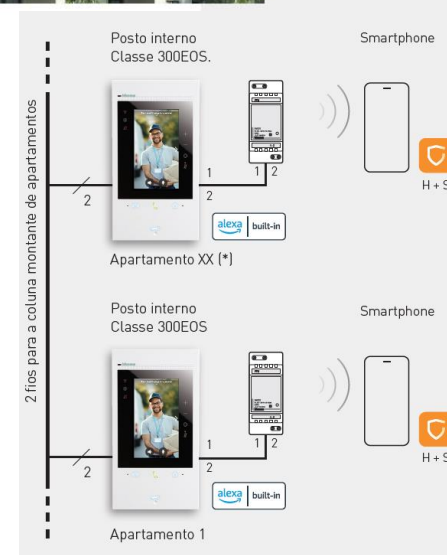 Posto interno
Classe 300EOS.
Smartphone
1
2
1 2
2
alexa built-in
H + S
Apartamento XX (*)
2 fios para a coluna montante de apartamentos
Posto interno
Classe 300EOS
Smartphone
1
2
1 2
2
alexa built-in
H + S
Apartamento 1